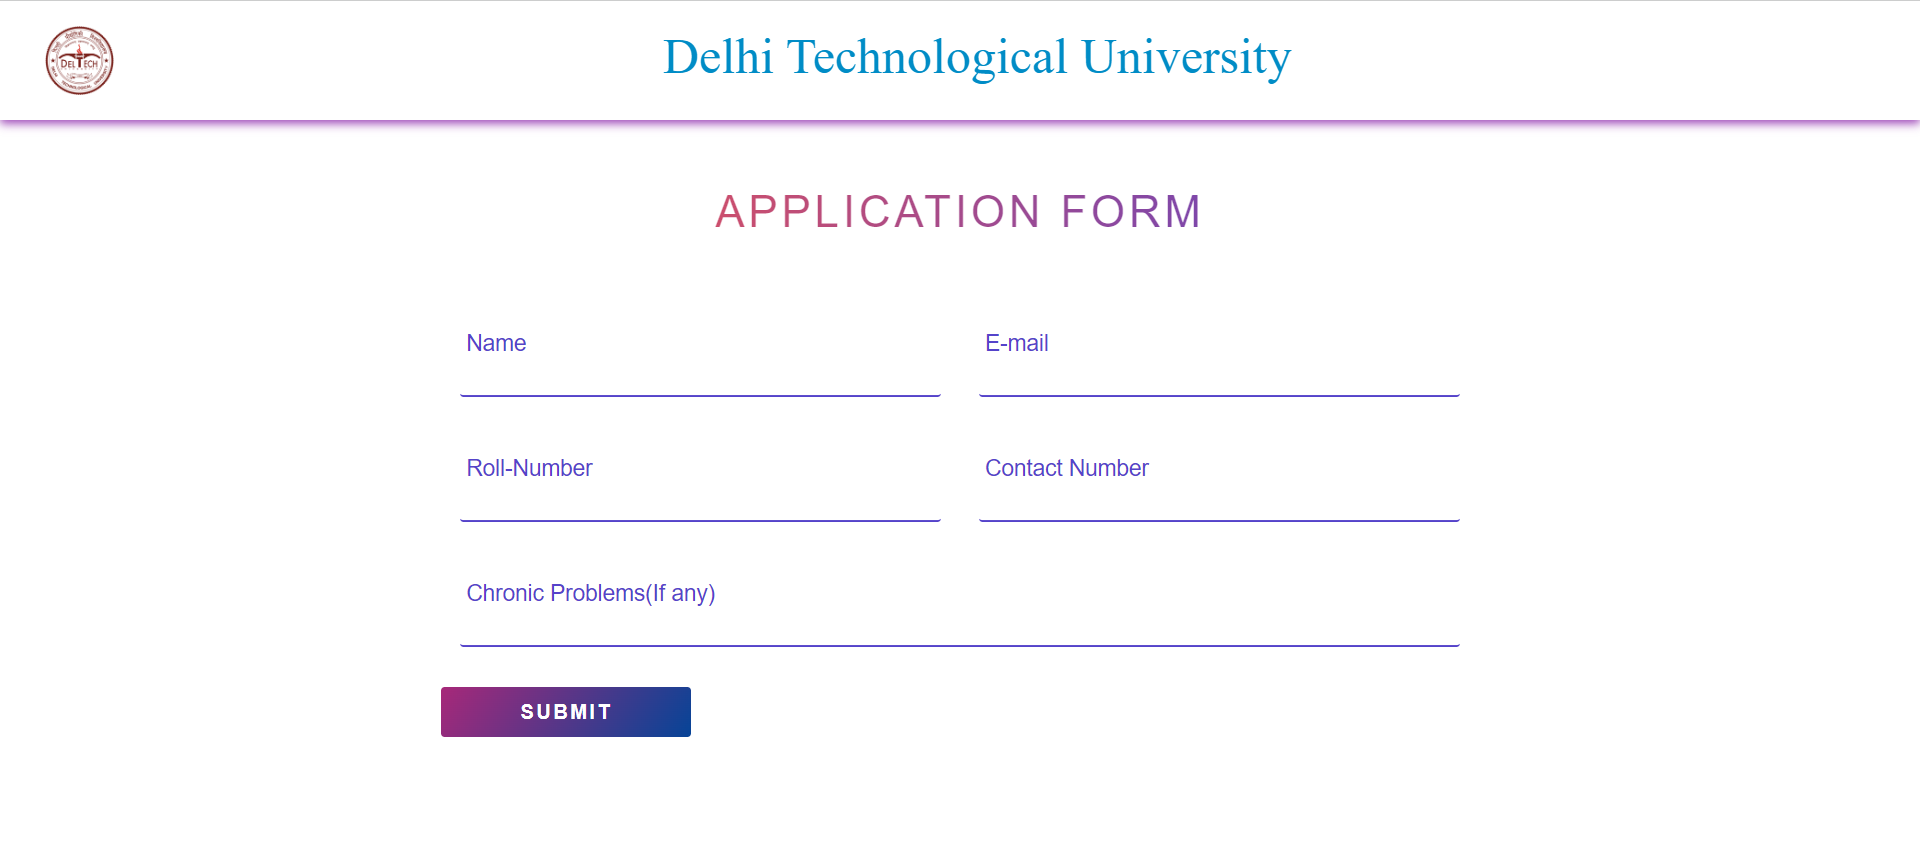 DELTECH
Delhi Technological University
APPLICATION FORM
Name
E-mail
Roll-Number
Contact Number
Chronic Problems(If any)
SUBMIT